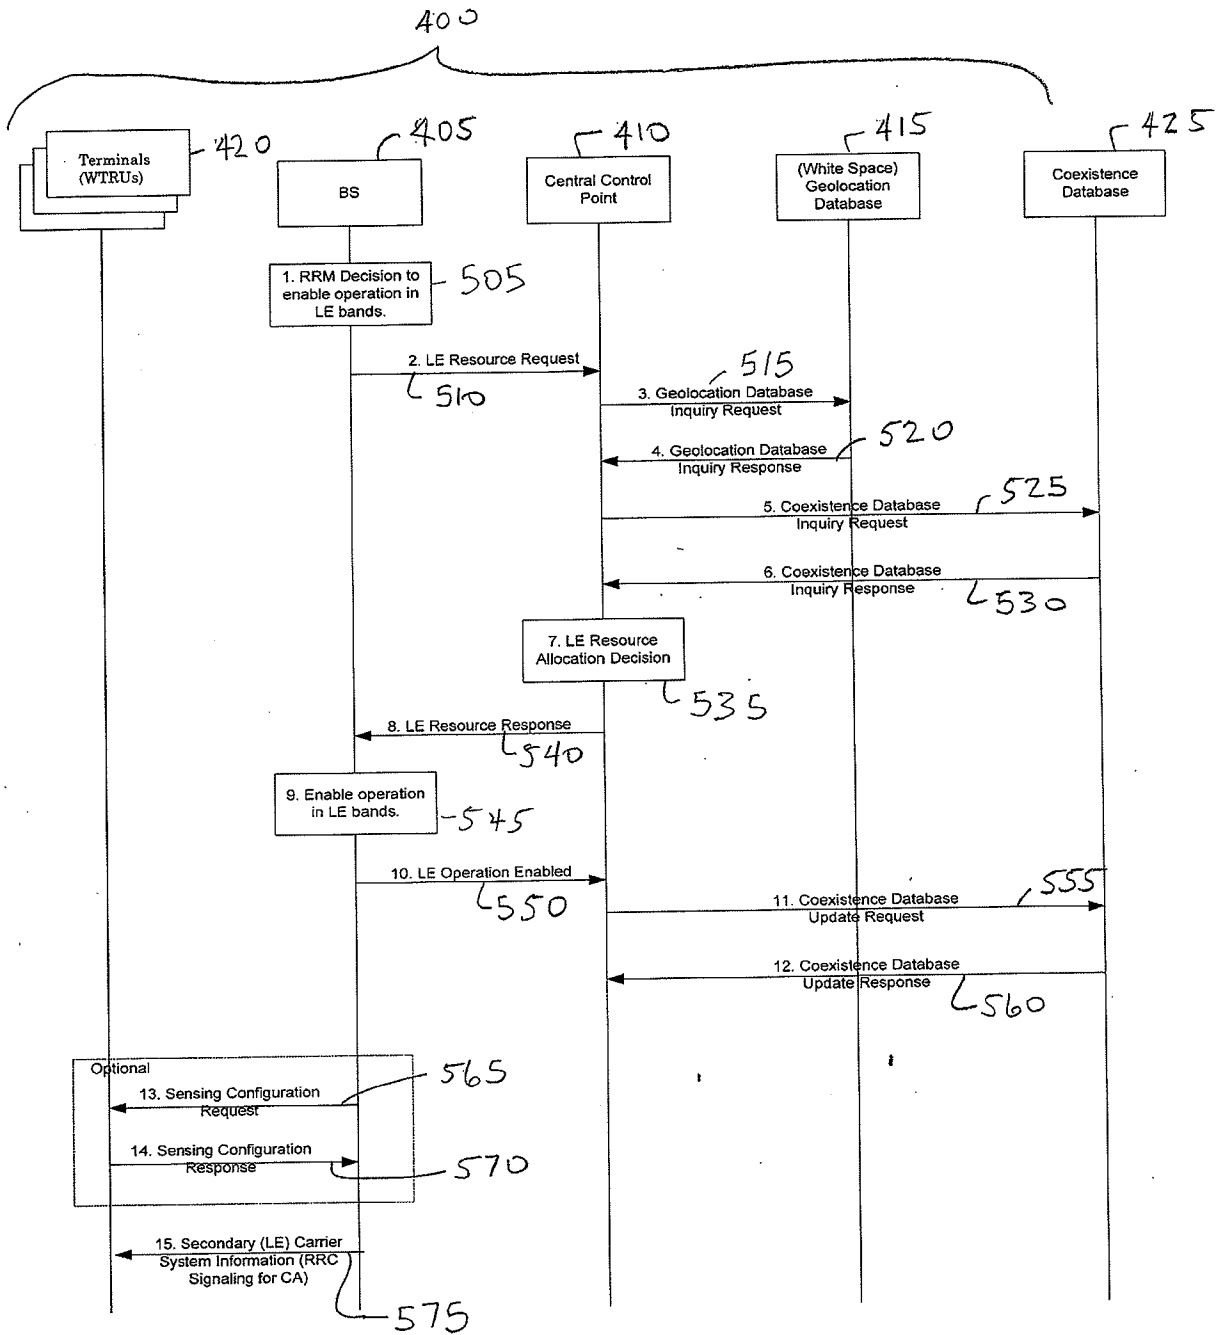 400
Terminals
(WTRUs)
420
BS
405
Central Control
Point
410
(White Space)
Geolocation
Database
415
Coexistence
Database
425
1. RRM Decision to
enable operation in
LE bands.
505
2. LE Resource Request
510
515
3. Geolocation Database
Inquiry Request
520
4. Geolocation Database
Inquiry Response
525
5. Coexistence Database
Inquiry Request
6. Coexistence Database
Inquiry Response
530
7. LE Resource
Allocation Decision
535
8. LE Resource Response
540
9. Enable operation
in LE bands.
545
10. LE Operation Enabled
550
555
11. Coexistence Database
Update Request
12. Coexistence Database
Update Response
560
Optional
565
13. Sensing Configuration
Request
14. Sensing Configuration
Response
570
15. Secondary (LE) Carrier
System Information (RRC
Signaling for CA)
575